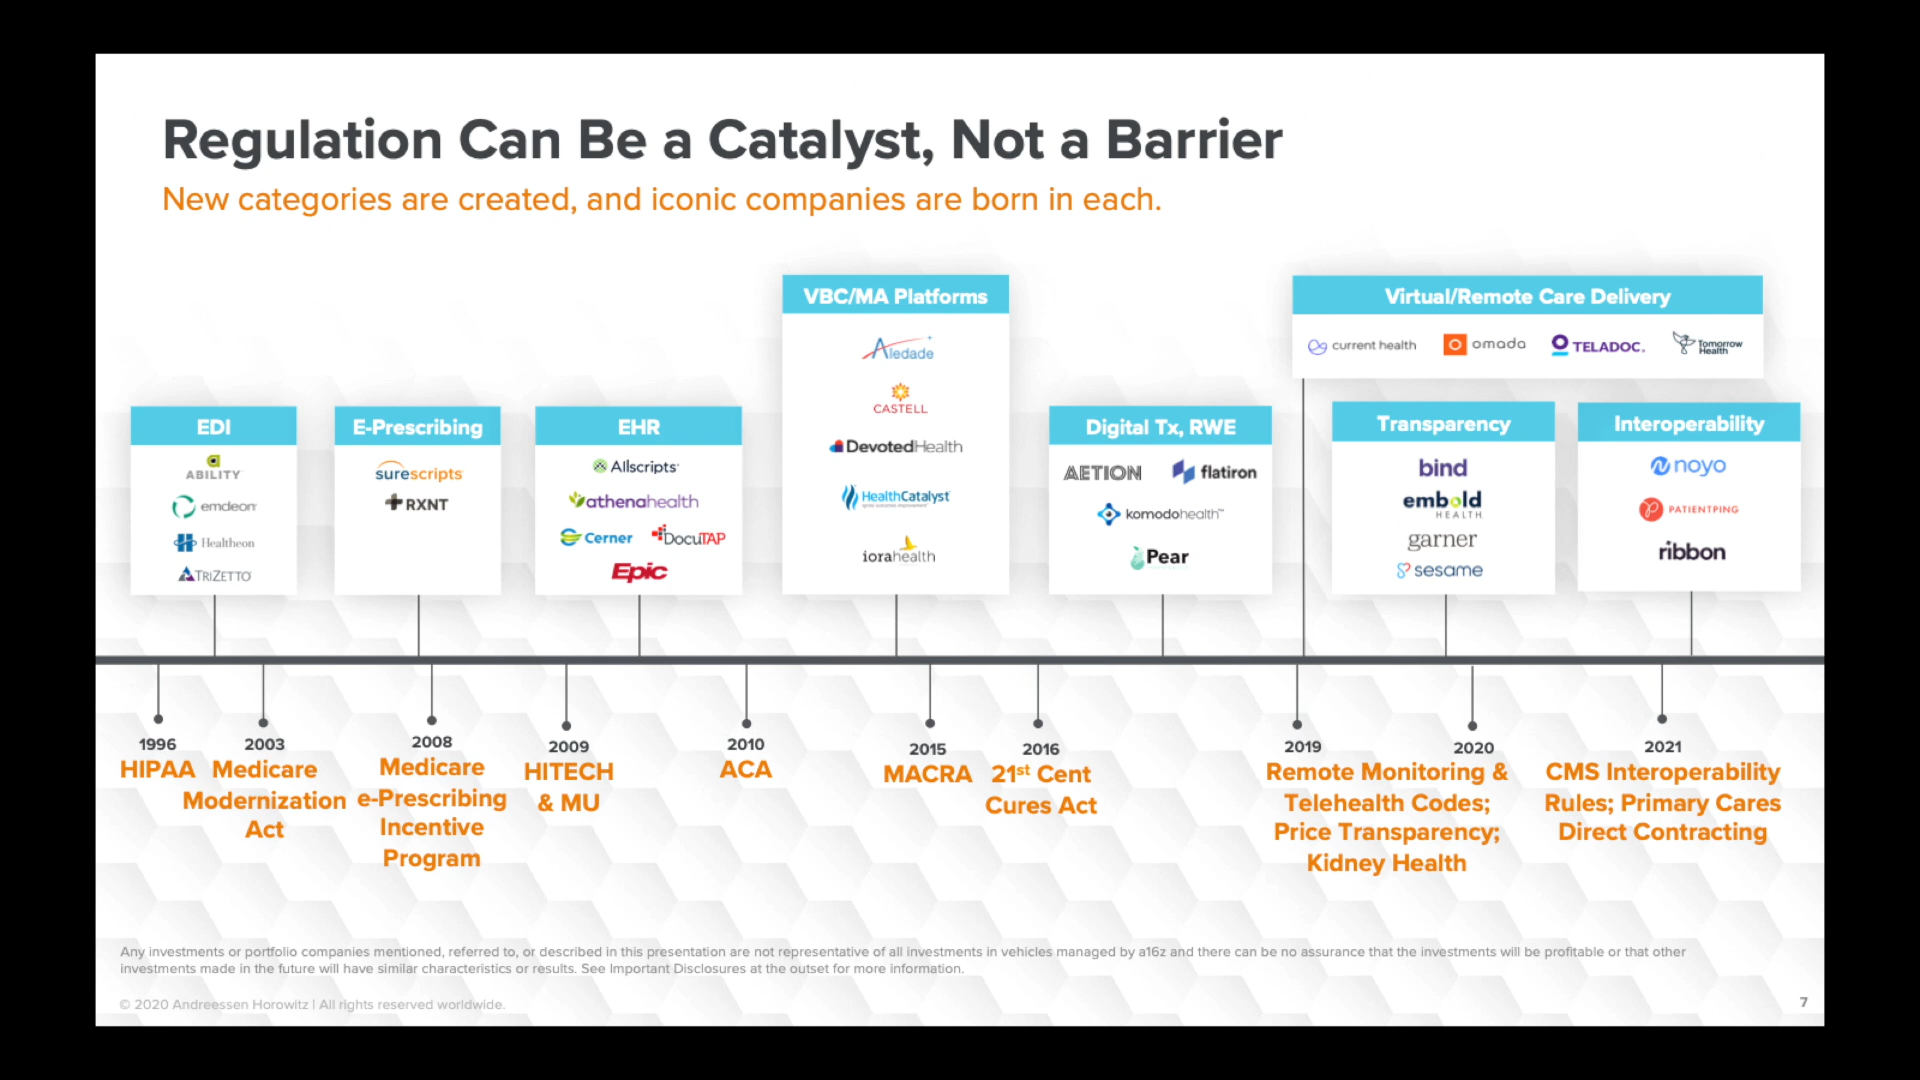 Regulation Can Be a Catalyst, Not a Barrier
New categories are created, and iconic companies are born in each.
EDI
ABILITY
emdeon
Healtheon
TRIZETTO
E-Prescribing
surescripts
RXNT
EHR
Allscripts
athenahealth
Cerner
DocuTAP
Epic
VBC/MA Platforms
Aledade
CASTELL
DevotedHealth
HealthCatalyst
iorahealth
Digital Tx, RWE
AETION
flatiron
komodohealth™
Pear
Virtual/Remote Care Delivery
current health
omada
TELADOC.
Tomorrow
Health
Transparency
bind
embold
HEALTH
garner
sesame
Interoperability
noyo
PATIENTPING
ribbon
1996
HIPAA
2003
Medicare
Modernization
Act
2008
Medicare
e-Prescribing
Incentive
Program
2009
HITECH
& MU
2010
ACA
2015
MACRA
2016
21st Cent
Cures Act
2019
2020
Remote Monitoring &
Telehealth Codes;
Price Transparency;
Kidney Health
2021
CMS Interoperability
Rules; Primary Cares
Direct Contracting
Any investments or portfolio companies mentioned, referred to, or described in this presentation are not representative of all investments in vehicles managed by a16z and there can be no assurance that the investments will be profitable or that other
investments made in the future will have similar characteristics or results. See Important Disclosures at the outset for more information.
© 2020 Andreessen Horowitz | All rights reserved worldwide.
7